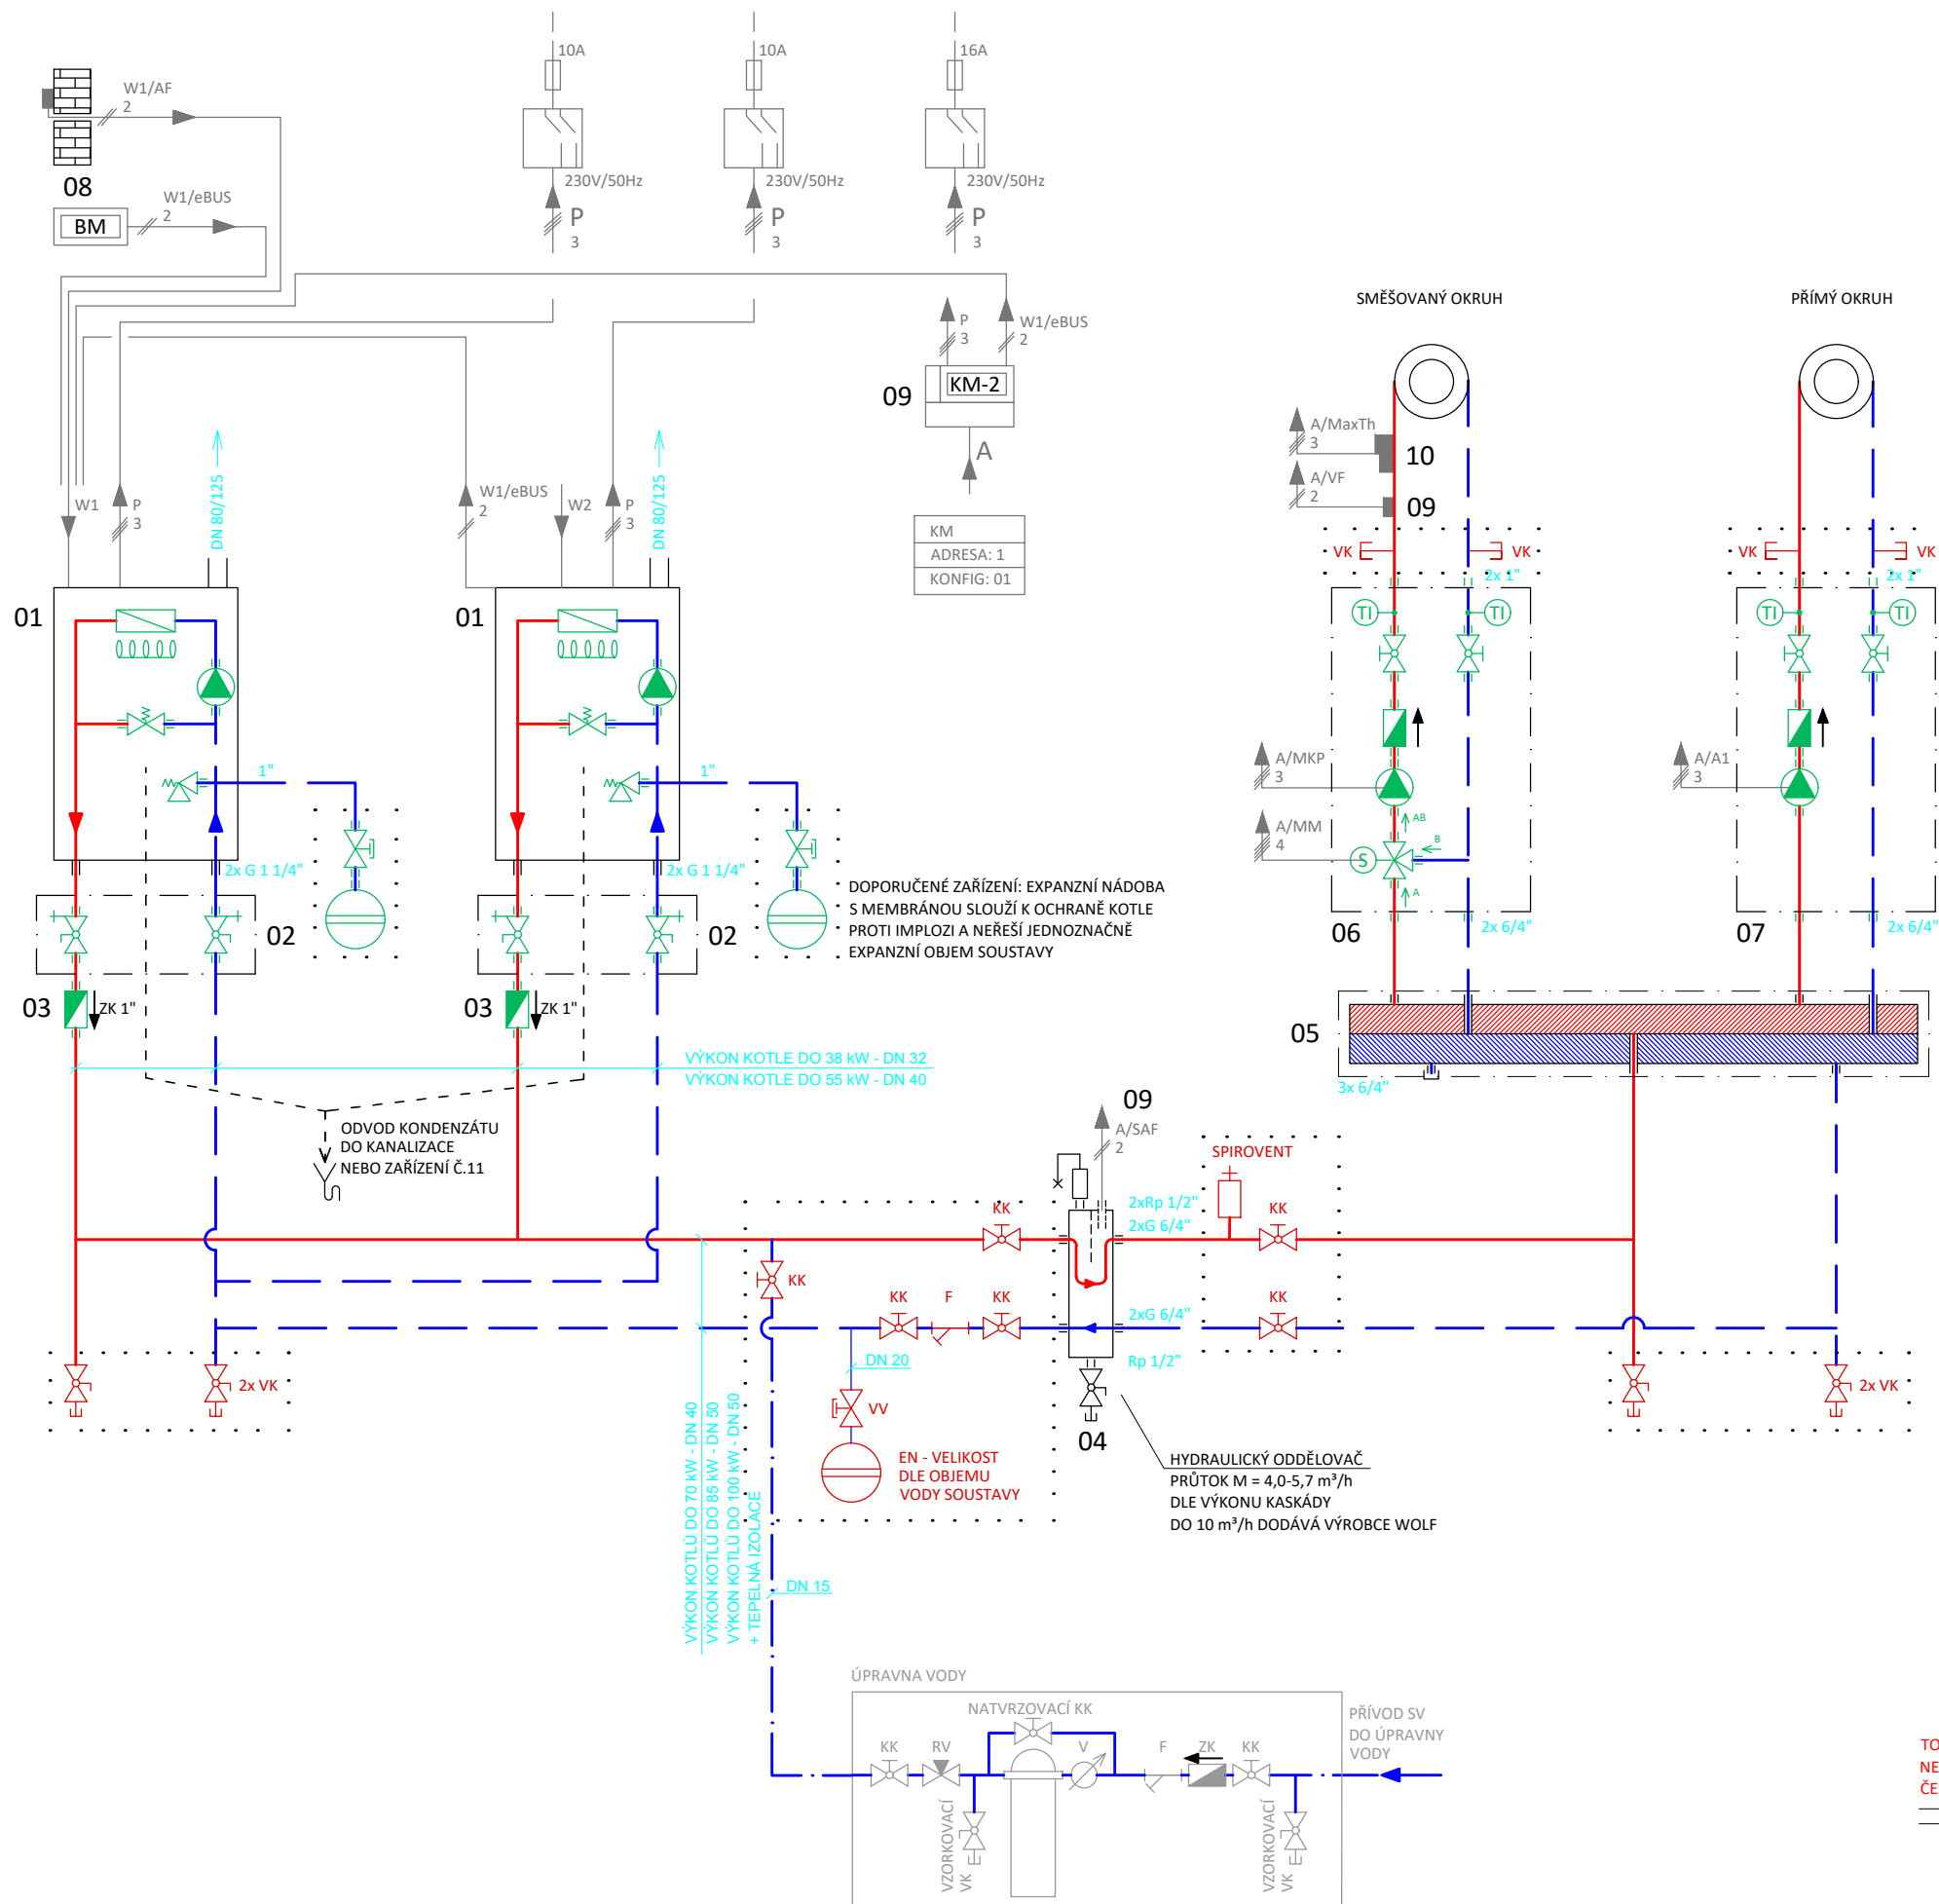 10A
10A
16A
W1/AF
2
08
230V/50Hz
230V/50Hz
230V/50Hz
W1/eBUS
2
BM
P
3
P
3
P
3
SMĚŠOVANÝ OKRUH
PŘÍMÝ OKRUH
P
3
W1/eBUS
2
KM-2
09
A
A/MaxTh
3
10
A/VF
2
09
W1
P
3
DN 80/125
W1/eBUS
2
W2
P
3
DN 80/125
KM
ADRESA: 1
KONFIG: 01
VK
VK
VK
VK
2x 1"
2x 1"
01
01
TI
TI
TI
TI
1"
1"
A/MKP
3
A/A1
3
A/MM
4
AB
B
S
A
2x G 1 1/4"
2x G 1 1/4"
DOPORUČENÉ ZAŘÍZENÍ: EXPANZNÍ NÁDOBA
S MEMBRÁNOU SLOUŽÍ K OCHRANĚ KOTLE
PROTI IMPLOZI A NEŘEŠÍ JEDNOZNAČNĚ
EXPANZNÍ OBJEM SOUSTAVY
02
02
06
2x 6/4"
07
2x 6/4"
03
ZK 1"
03
ZK 1"
05
VÝKON KOTLE DO 38 kW - DN 32
VÝKON KOTLE DO 55 kW - DN 40
3x 6/4"
ODVOD KONDENZÁTU
DO KANALIZACE
NEBO ZAŘÍZENÍ Č.11
09
A/SAF
2
SPIROVENT
2xRp 1/2"
2xG 6/4"
KK
KK
KK
KK
F
KK
2xG 6/4"
KK
Rp 1/2"
DN 20
2x VK
VV
04
2x VK
EN - VELIKOST
DLE OBJEMU
VODY SOUSTAVY
HYDRAULICKÝ ODDĚLOVAČ
PRŮTOK M = 4,0-5,7 m³/h
DLE VÝKONU KASKÁDY
DO 10 m³/h DODÁVÁ VÝROBCE WOLF
VÝKON KOTLŮ DO 70 kW - DN 40
VÝKON KOTLŮ DO 85 kW - DN 50
VÝKON KOTLŮ DO 100 kW - DN 50
+ TEPELNÁ IZOLACE
DN 15
ÚPRAVNA VODY
NATVRZOVACÍ KK
PŘÍVOD SV
DO ÚPRAVNY
VODY
KK
RV
V
F
ZK
KK
VZORKOVACÍ
VK
VZORKOVACÍ
VK
TO
NE